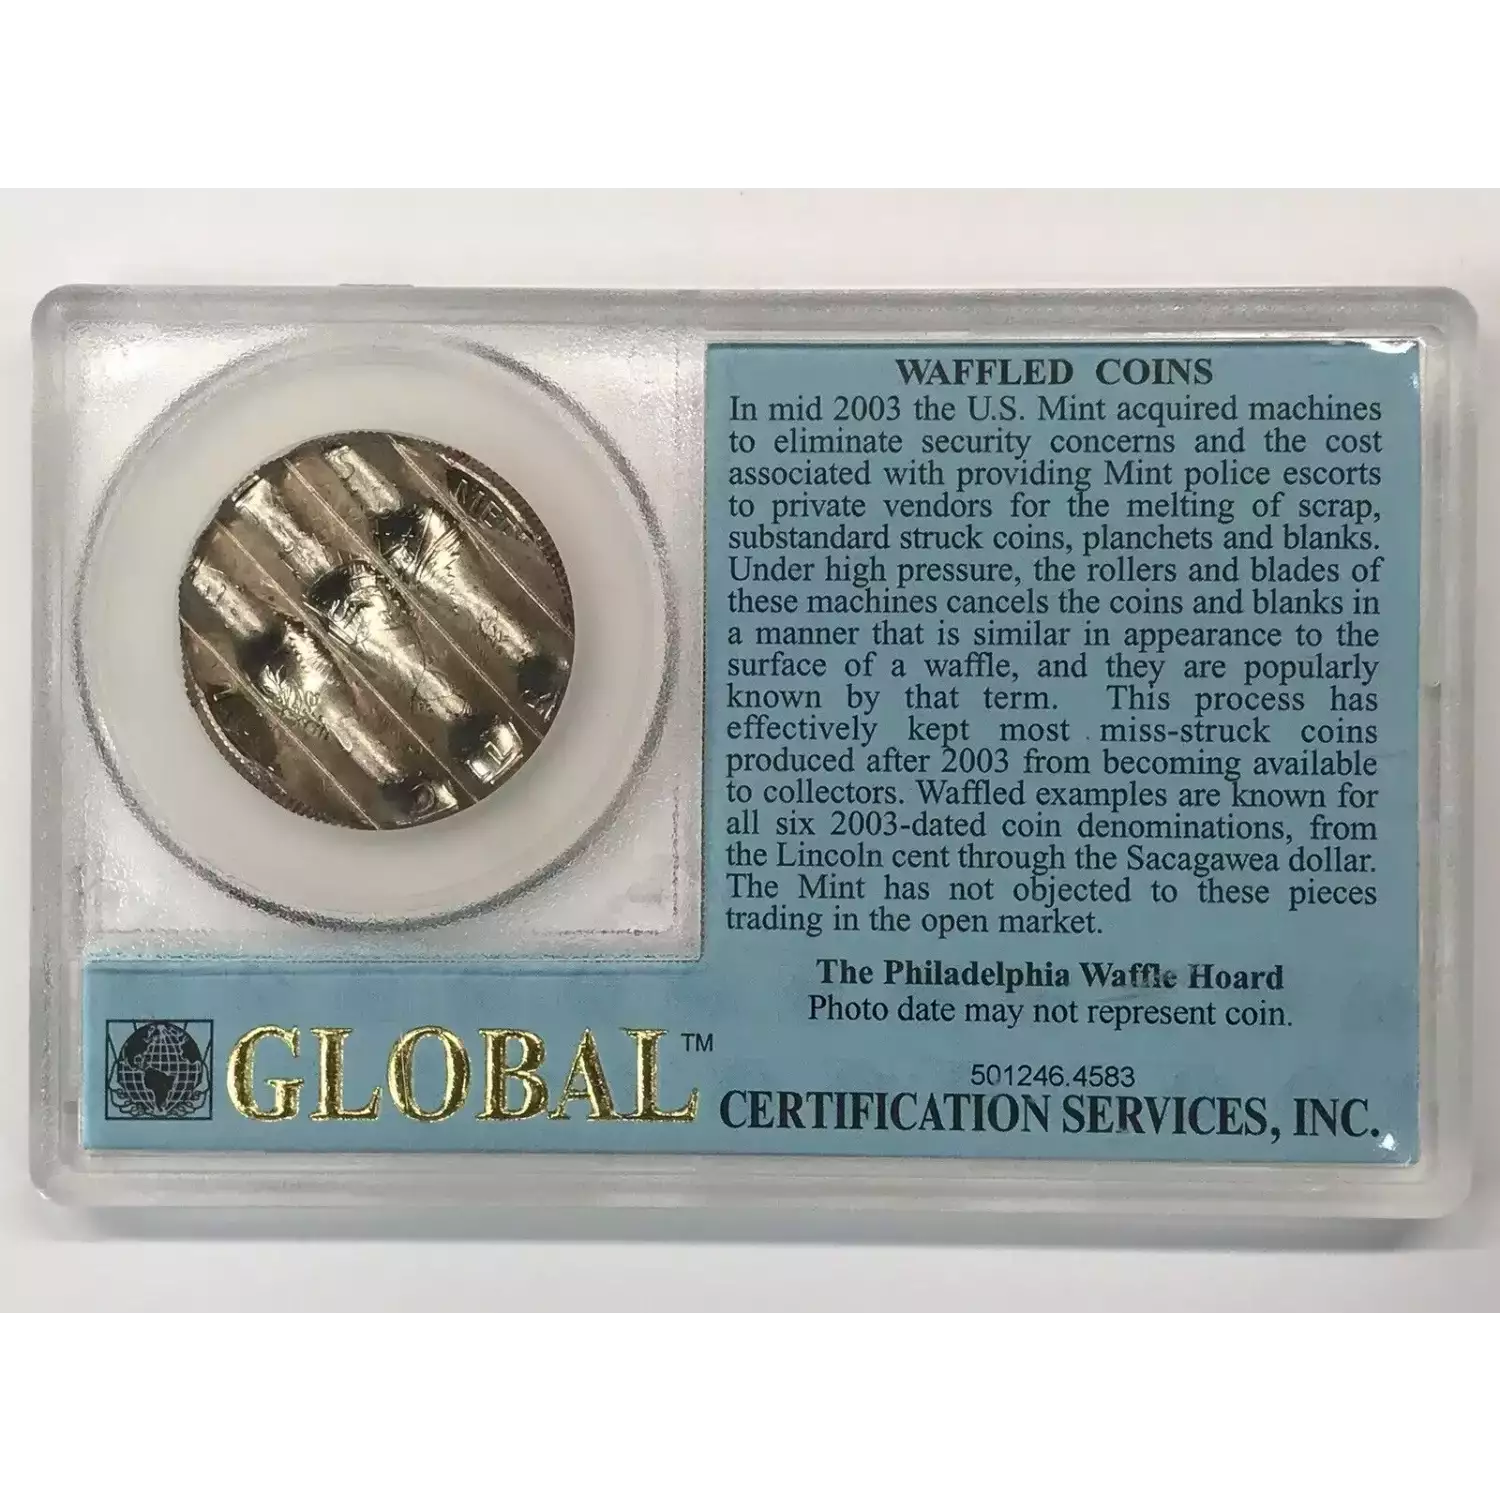 WAFFLED COINS
In mid 2003 the U.S. Mint acquired machines
to eliminate security concerns and the cost
associated with providing Mint police escorts
to private vendors for the melting of scrap,
substandard struck coins, planchets and blanks.
Under high pressure, the rollers and blades of
these machines cancels the coins and blanks in
a manner that is similar in appearance to the
surface of a waffle, and they are popularly
known by that term. This process has
effectively kept most miss-struck coins
produced after 2003 from becoming available
to collectors. Waffled examples are known for
all six 2003-dated coin denominations, from
the Lincoln cent through the Sacagawea dollar.
The Mint has not objected to these pieces
trading in the open market.
The Philadelphia Waffle Hoard
Photo date may not represent coin.
501246.4583
GLOBAL™ CERTIFICATION SERVICES, INC.